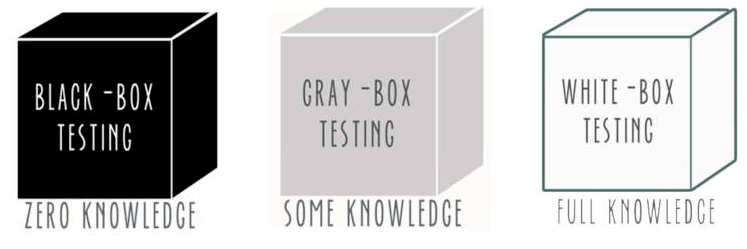 BLACK -BOX
TESTING
ZERO KNOWLEDGE
GRAY -BOX
TESTING
SOME KNOWLEDGE
WHITE -BOX
TESTING
FULL KNOWLEDGE